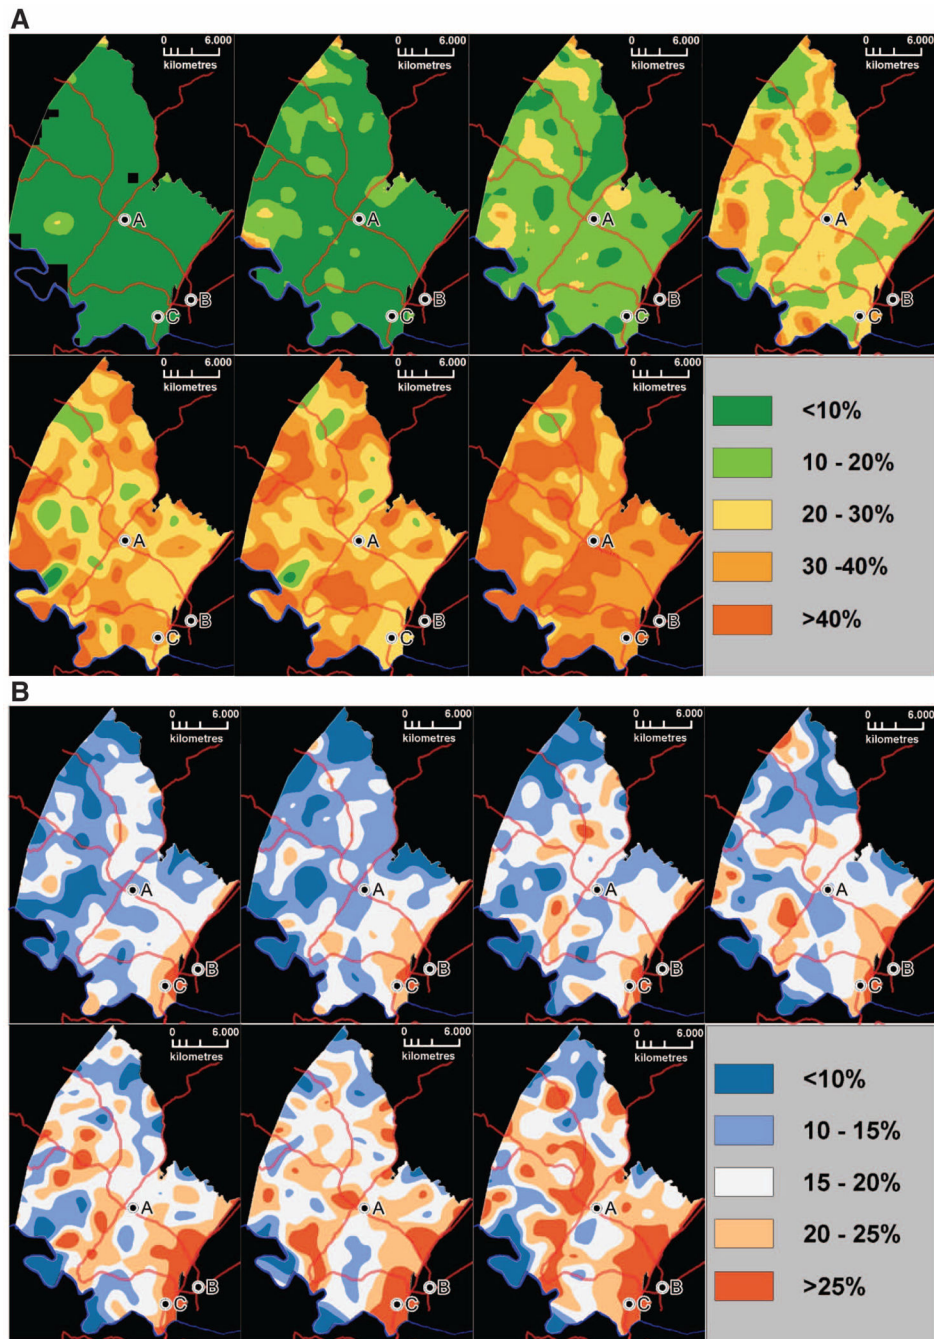 A
0 6.000
kilometres
A
B
C
0 6.000
kilometres
A
B
C
0 6.000
kilometres
A
B
C
0 6.000
kilometres
A
B
C
0 6.000
kilometres
A
B
C
0 6.000
kilometres
A
B
C
0 6.000
kilometres
A
B
C
<10%
10 - 20%
20 - 30%
30 -40%
>40%
B
0 6.000
kilometres
A
B
C
0 6.000
kilometres
A
B
C
0 6.000
kilometres
A
B
C
0 6.000
kilometres
A
B
C
0 6.000
kilometres
A
B
C
0 6.000
kilometres
A
B
C
0 6.000
kilometres
A
B
C
<10%
10 - 15%
15 - 20%
20 - 25%
>25%